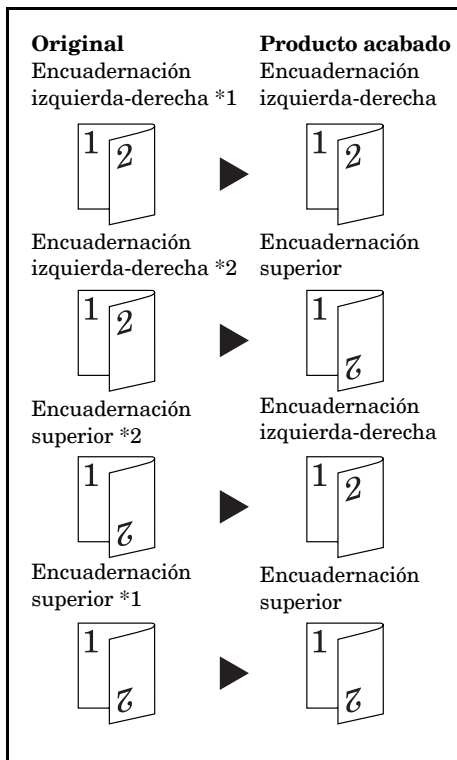 Original Producto acabado
Encuadernación Encuadernación
izquierda-derecha *1 izquierda-derecha
1 2 1 2
Encuadernación Encuadernación
izquierda-derecha *2 superior
1 2 1 2
Encuadernación Encuadernación
superior *2 izquierda-derecha
1 2 1 2
Encuadernación Encuadernación
superior *1 superior
1 2 1 2